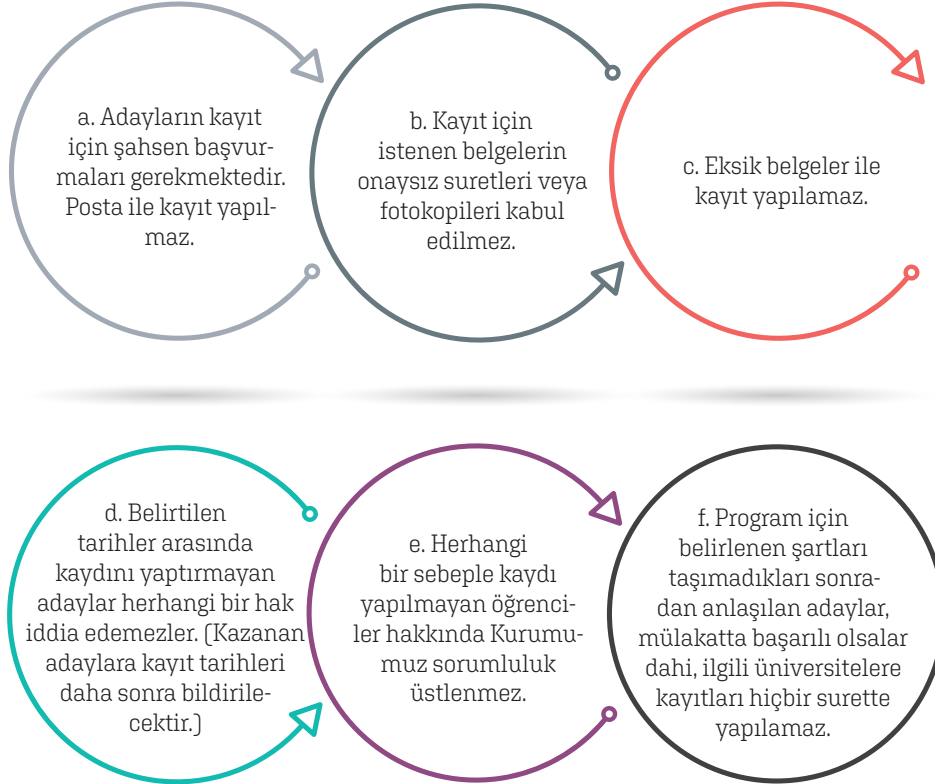 a. Adayların kayıt
için şahsen başvur-
maları gerekmektedir.
Posta ile kayıt yapıl-
maz.
b. Kayıt için
istenen belgelerin
onaysız suretleri veya
fotokopileri kabul
edilmez.
c. Eksik belgeler ile
kayıt yapılamaz.
d. Belirtilen
tarihler arasında
kaydını yaptırmayan
adaylar herhangi bir hak
iddia edemezler. (Kazanan
adaylara kayıt tarihleri
daha sonra bildirile-
cektir.)
e. Herhangi
bir sebeple kaydı
yapılmayan öğrenci-
ler hakkında Kurumu-
muz sorumluluk
üstlenmez.
f. Program için
belirlenen şartları
taşımadıkları sonra-
dan anlaşılan adaylar,
mülakatta başarılı olsalar
dahi, ilgili üniversitelere
kayıtları hiçbir surette
yapılamaz.